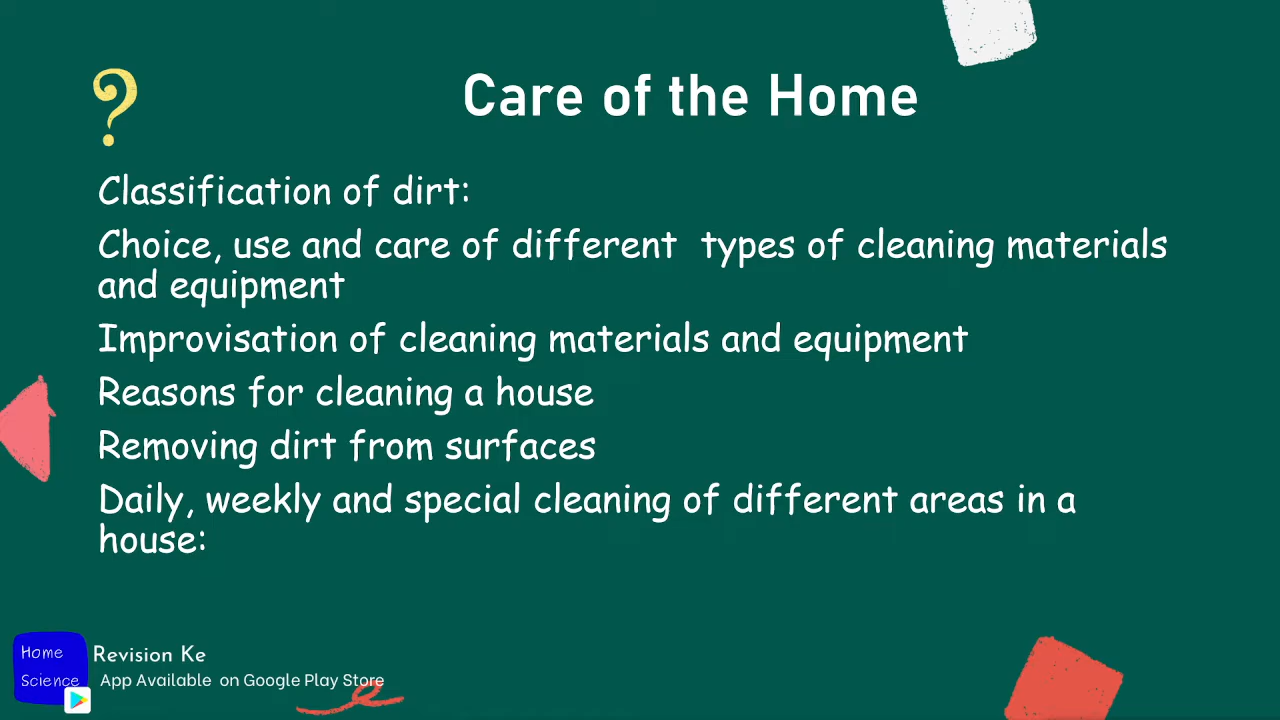 ?
Care of the Home
Classification of dirt:
Choice, use and care of different  types of cleaning materials
and equipment
Improvisation of cleaning materials and equipment
Reasons for cleaning a house
Removing dirt from surfaces
Daily, weekly and special cleaning of different areas in a
house:
Home
Science
Revision Ke
App Available  on Google Play Store